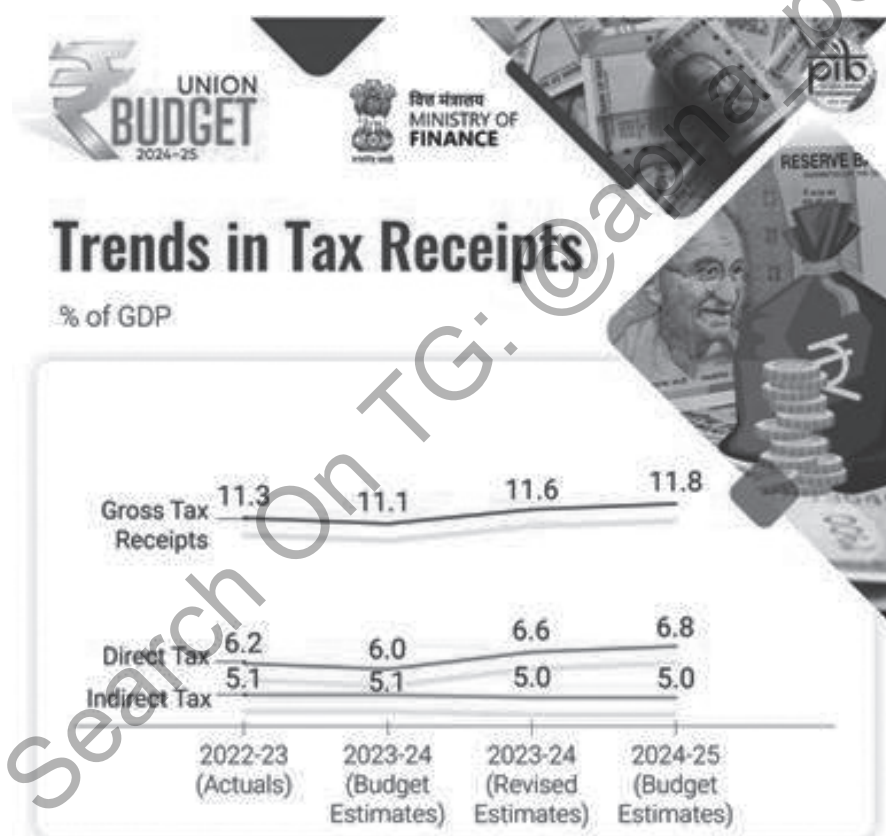 UNION
BUDGET
2024-25
वित्त मंत्रालय
MINISTRY OF
FINANCE
pib
RESERVE B
Trends in Tax Receipts
% of GDP
Gross Tax
Receipts
11.3
11.1
11.6
11.8
Direct Tax
6.2
6.0
6.6
6.8
Indirect Tax
5.1
5.1
5.0
5.0
2022-23
(Actuals)
2023-24
(Budget
Estimates)
2023-24
(Revised
Estimates)
2024-25
(Budget
Estimates)
Search On TG: @apna_p